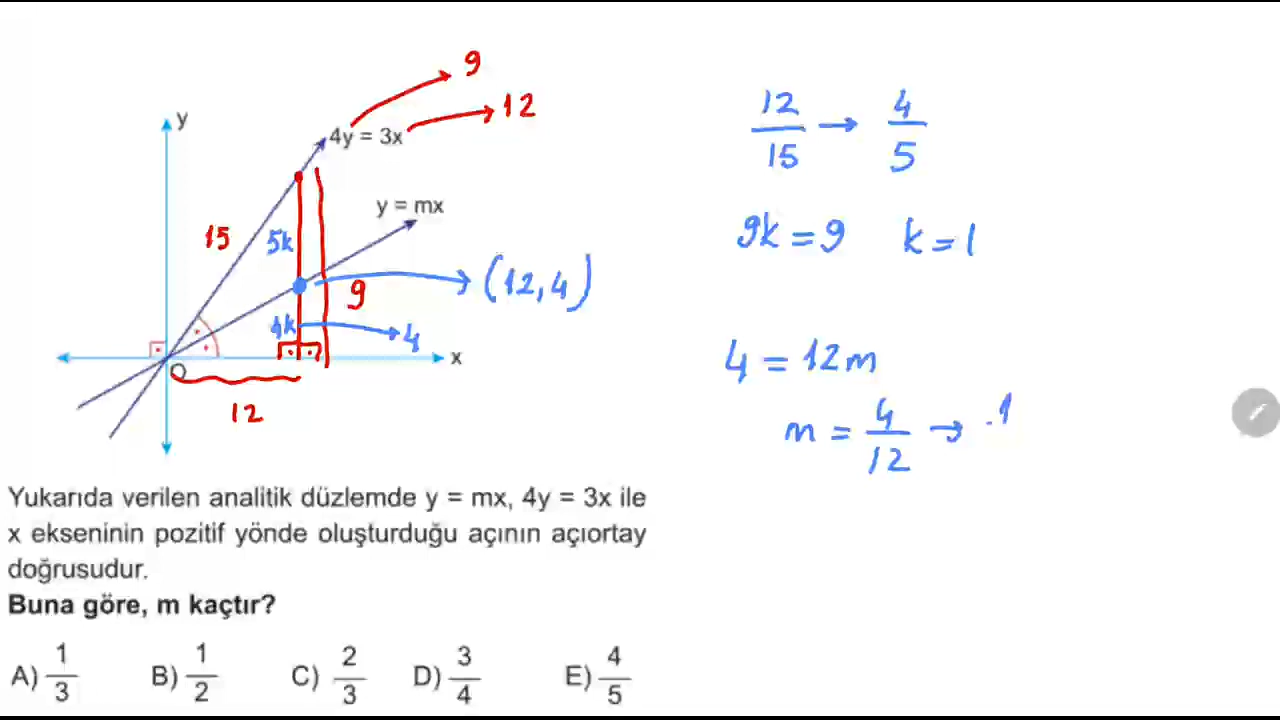 9
12
y
4y = 3x
y = mx
15
5k
(12,4)
9
4k
4
x
O
12
12/15 → 4/5
9k = 9 k = 1
4 = 12m
m = 4/12 → 1
Yukarıda verilen analitik düzlemde y = mx, 4y = 3x ile
x ekseninin pozitif yönde oluşturduğu açının açıortay
doğrusudur.
Buna göre, m kaçtır?
A) 1/3 B) 1/2 C) 2/3 D) 3/4 E) 4/5